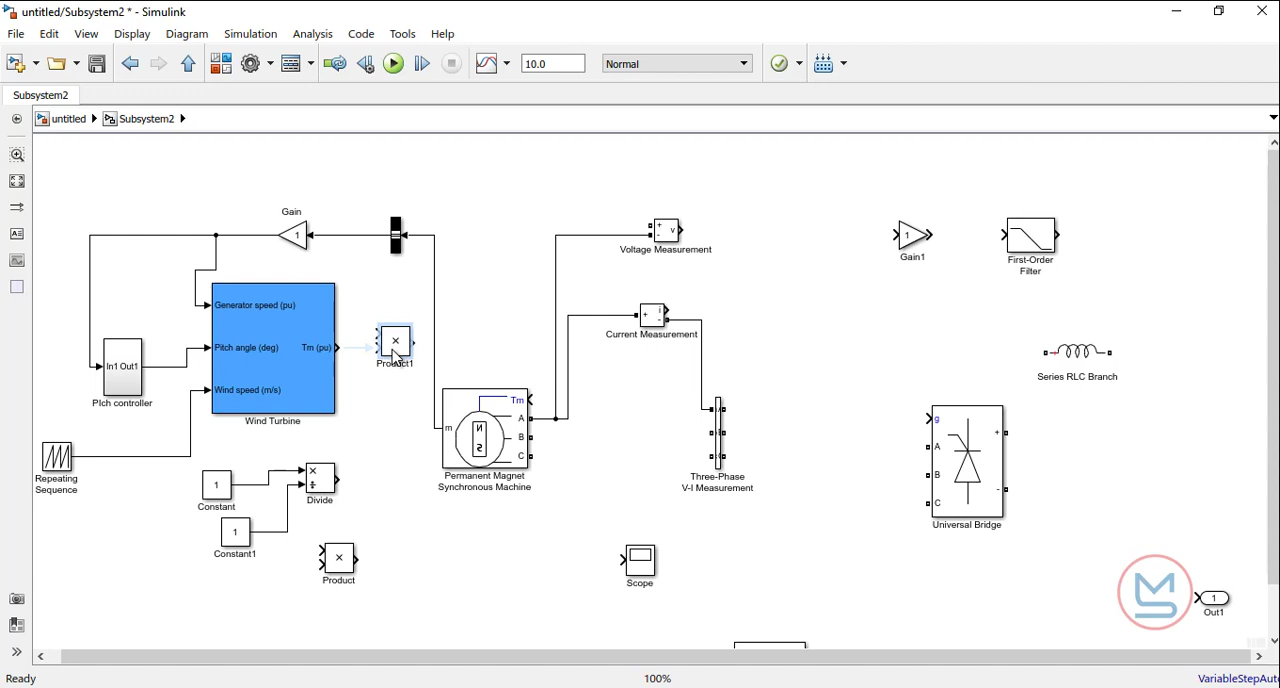 untitled/Subsystem2 * - Simulink
File Edit View Display Diagram Simulation Analysis Code Tools Help
10.0 Normal
Subsystem2
untitled Subsystem2
Gain
1
Voltage Measurement
+
-
v
1
Gain1
First-Order
Filter
Generator speed (pu)
Pitch angle (deg)
Tm (pu)
Wind speed (m/s)
Wind Turbine
×
Product1
+
i
-
Current Measurement
+
Series RLC Branch
In1 Out1
PIch controller
Tm
A
m
B
C
N
S
Permanent Magnet
Synchronous Machine
Three-Phase
V-I Measurement
g
A
B
C
+
-
Universal Bridge
Repeating
Sequence
1
Constant
×
÷
Divide
1
Constant1
×
Product
Scope
1
Out1
Ready 100% VariableStepAut